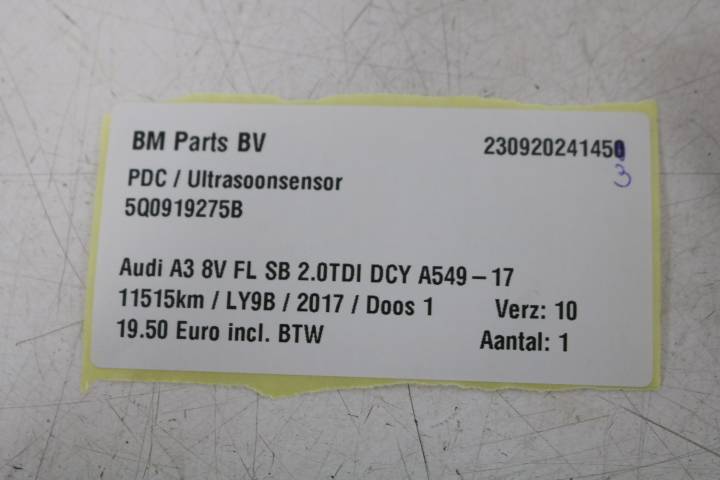 BM Parts BV 230920241450
3
PDC / Ultrasoonsensor
5Q0919275B
Audi A3 8V FL SB 2.0TDI DCY A549 – 17
11515km / LY9B / 2017 / Doos 1 Verz: 10
19.50 Euro incl. BTW Aantal: 1